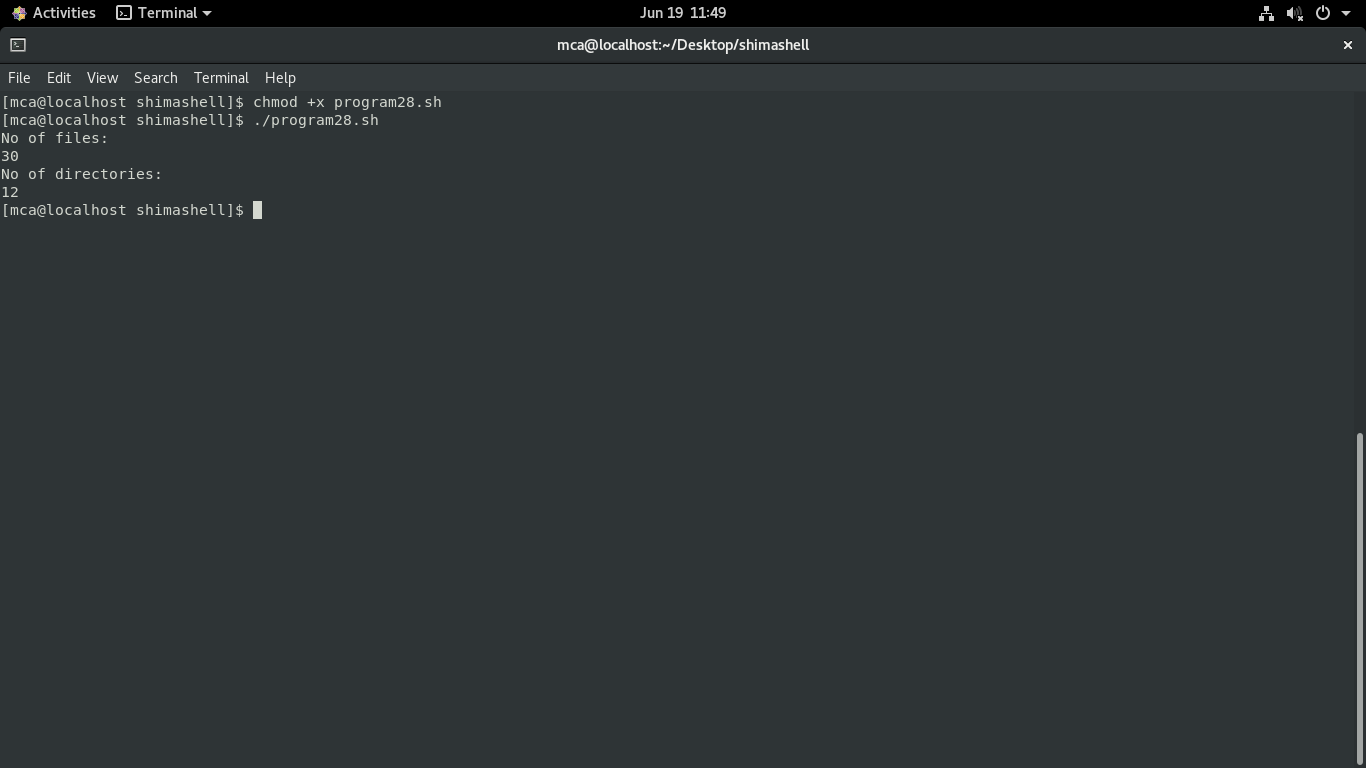 Activities Terminal Jun 19 11:49
mca@localhost:~/Desktop/shimashell
File Edit View Search Terminal Help
[mca@localhost shimashell]$ chmod +x program28.sh
[mca@localhost shimashell]$ ./program28.sh
No of files:
30
No of directories:
12
[mca@localhost shimashell]$